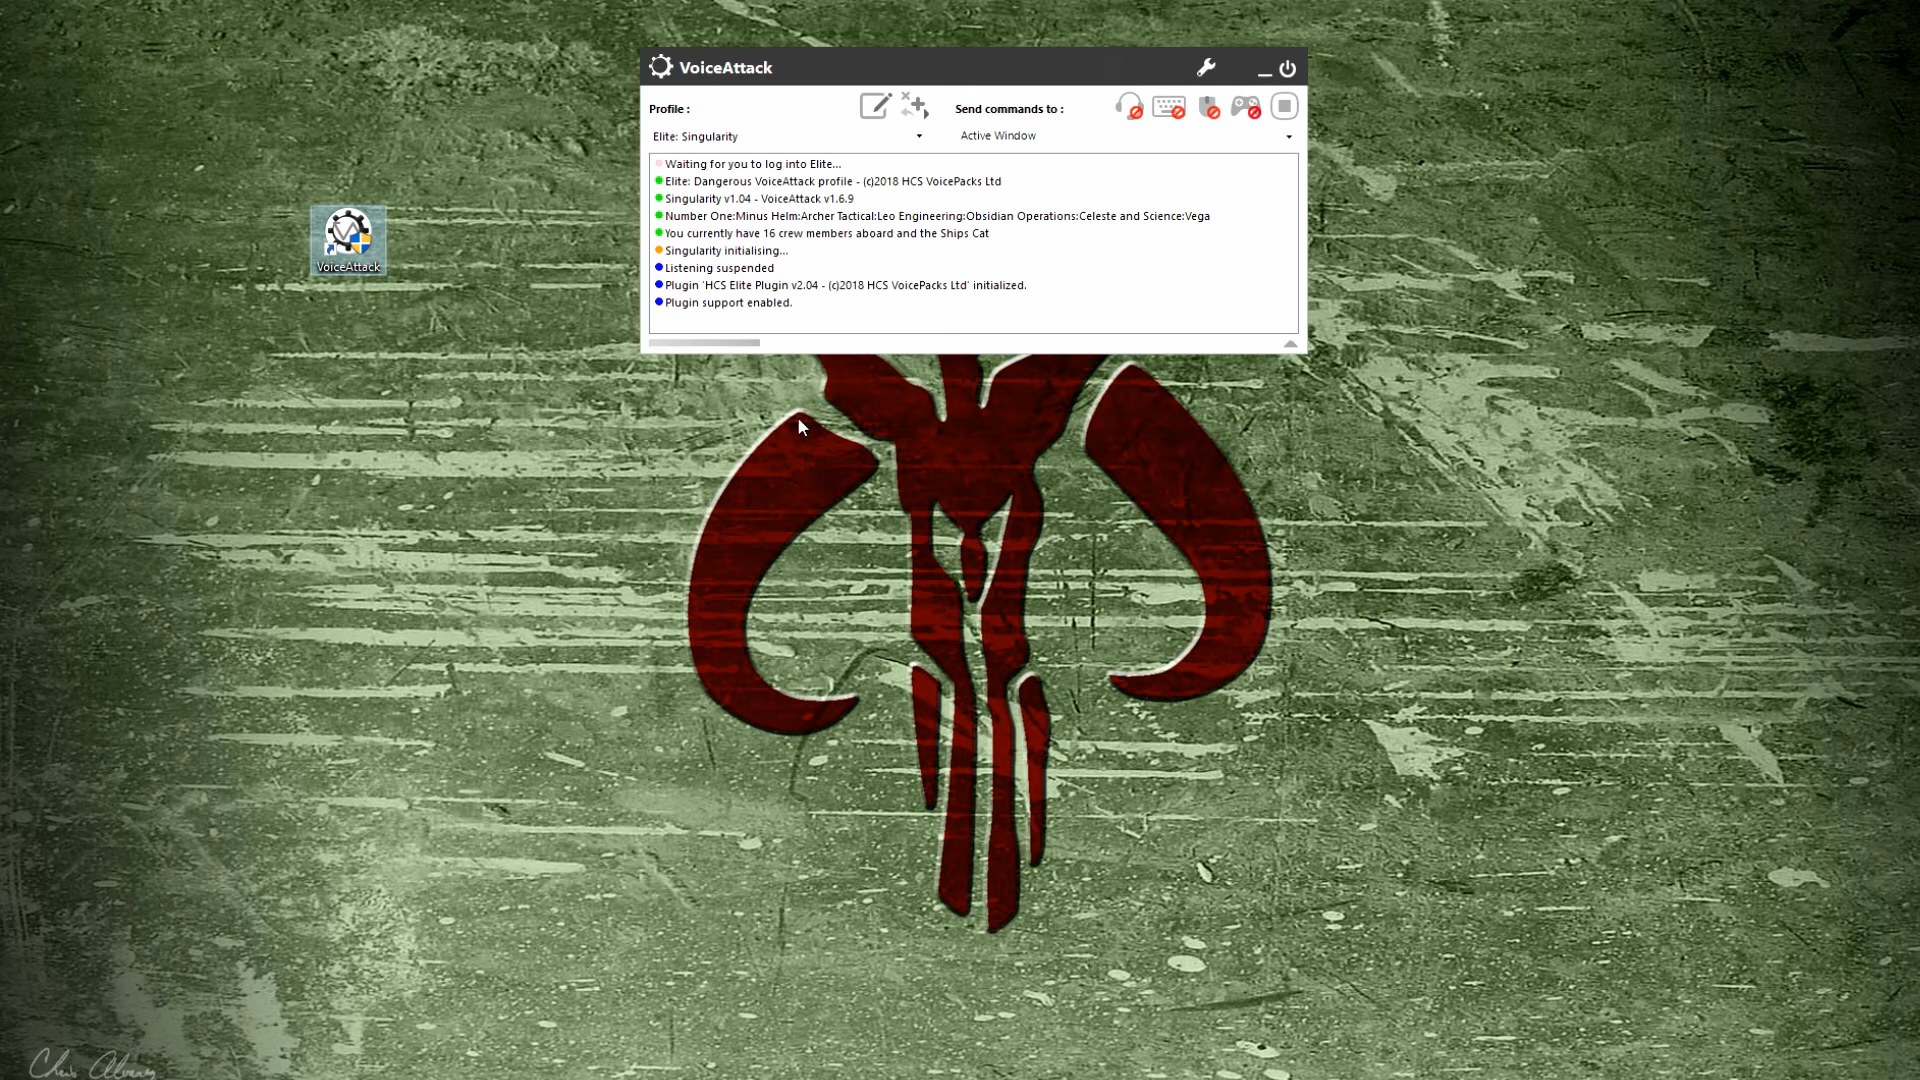 VoiceAttack
Profile :
Send commands to :
Elite: Singularity
Active Window
Waiting for you to log into Elite...
Elite: Dangerous VoiceAttack profile - (c)2018 HCS VoicePacks Ltd
Singularity v1.04 - VoiceAttack v1.6.9
Number One:Minus Helm:Archer Tactical:Leo Engineering:Obsidian Operations:Celeste and Science:Vega
You currently have 16 crew members aboard and the Ships Cat
Singularity initialising...
Listening suspended
Plugin 'HCS Elite Plugin v2.04 - (c)2018 HCS VoicePacks Ltd' initialized.
Plugin support enabled.
VoiceAttack
Chris Alvarez